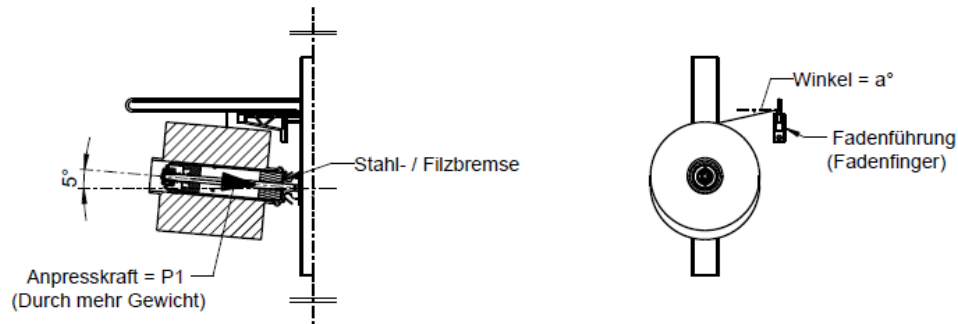 5°
Stahl- / Filzbremse
Anpresskraft = P1
(Durch mehr Gewicht)
Winkel = a°
Fadenführung
(Fadenfinger)